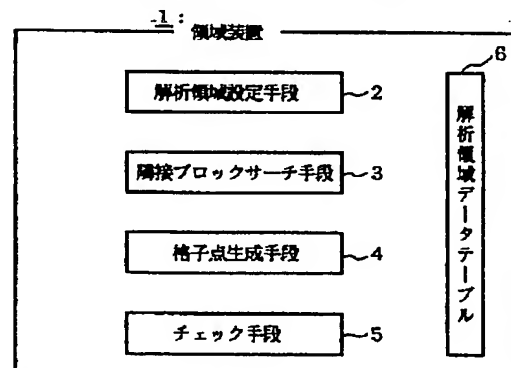 1:
領域装置
解析領域設定手段 2
隣接ブロックサーチ手段 3
格子点生成手段 4
チェック手段 5
6
解析領域データテーブル